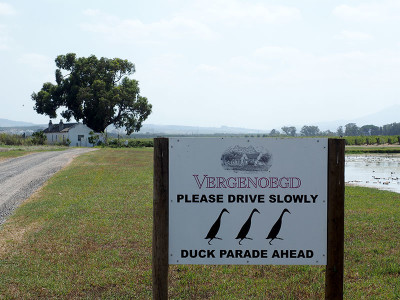 VERGENOEGD
PLEASE DRIVE SLOWLY
DUCK PARADE AHEAD